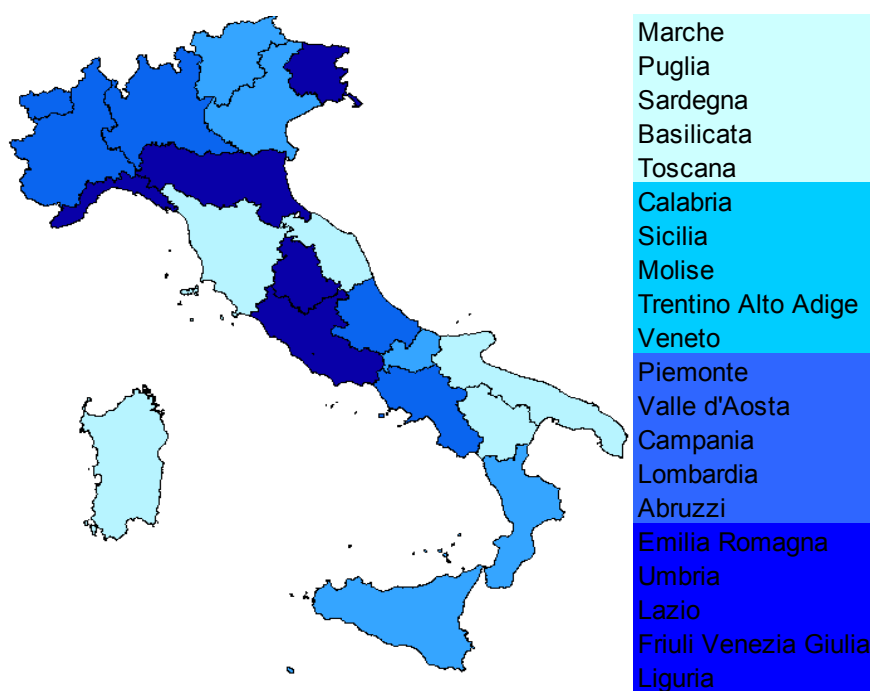 Marche
Puglia
Sardegna
Basilicata
Toscana
Calabria
Sicilia
Molise
Trentino Alto Adige
Veneto
Piemonte
Valle d'Aosta
Campania
Lombardia
Abruzzi
Emilia Romagna
Umbria
Lazio
Friuli Venezia Giulia
Liguria